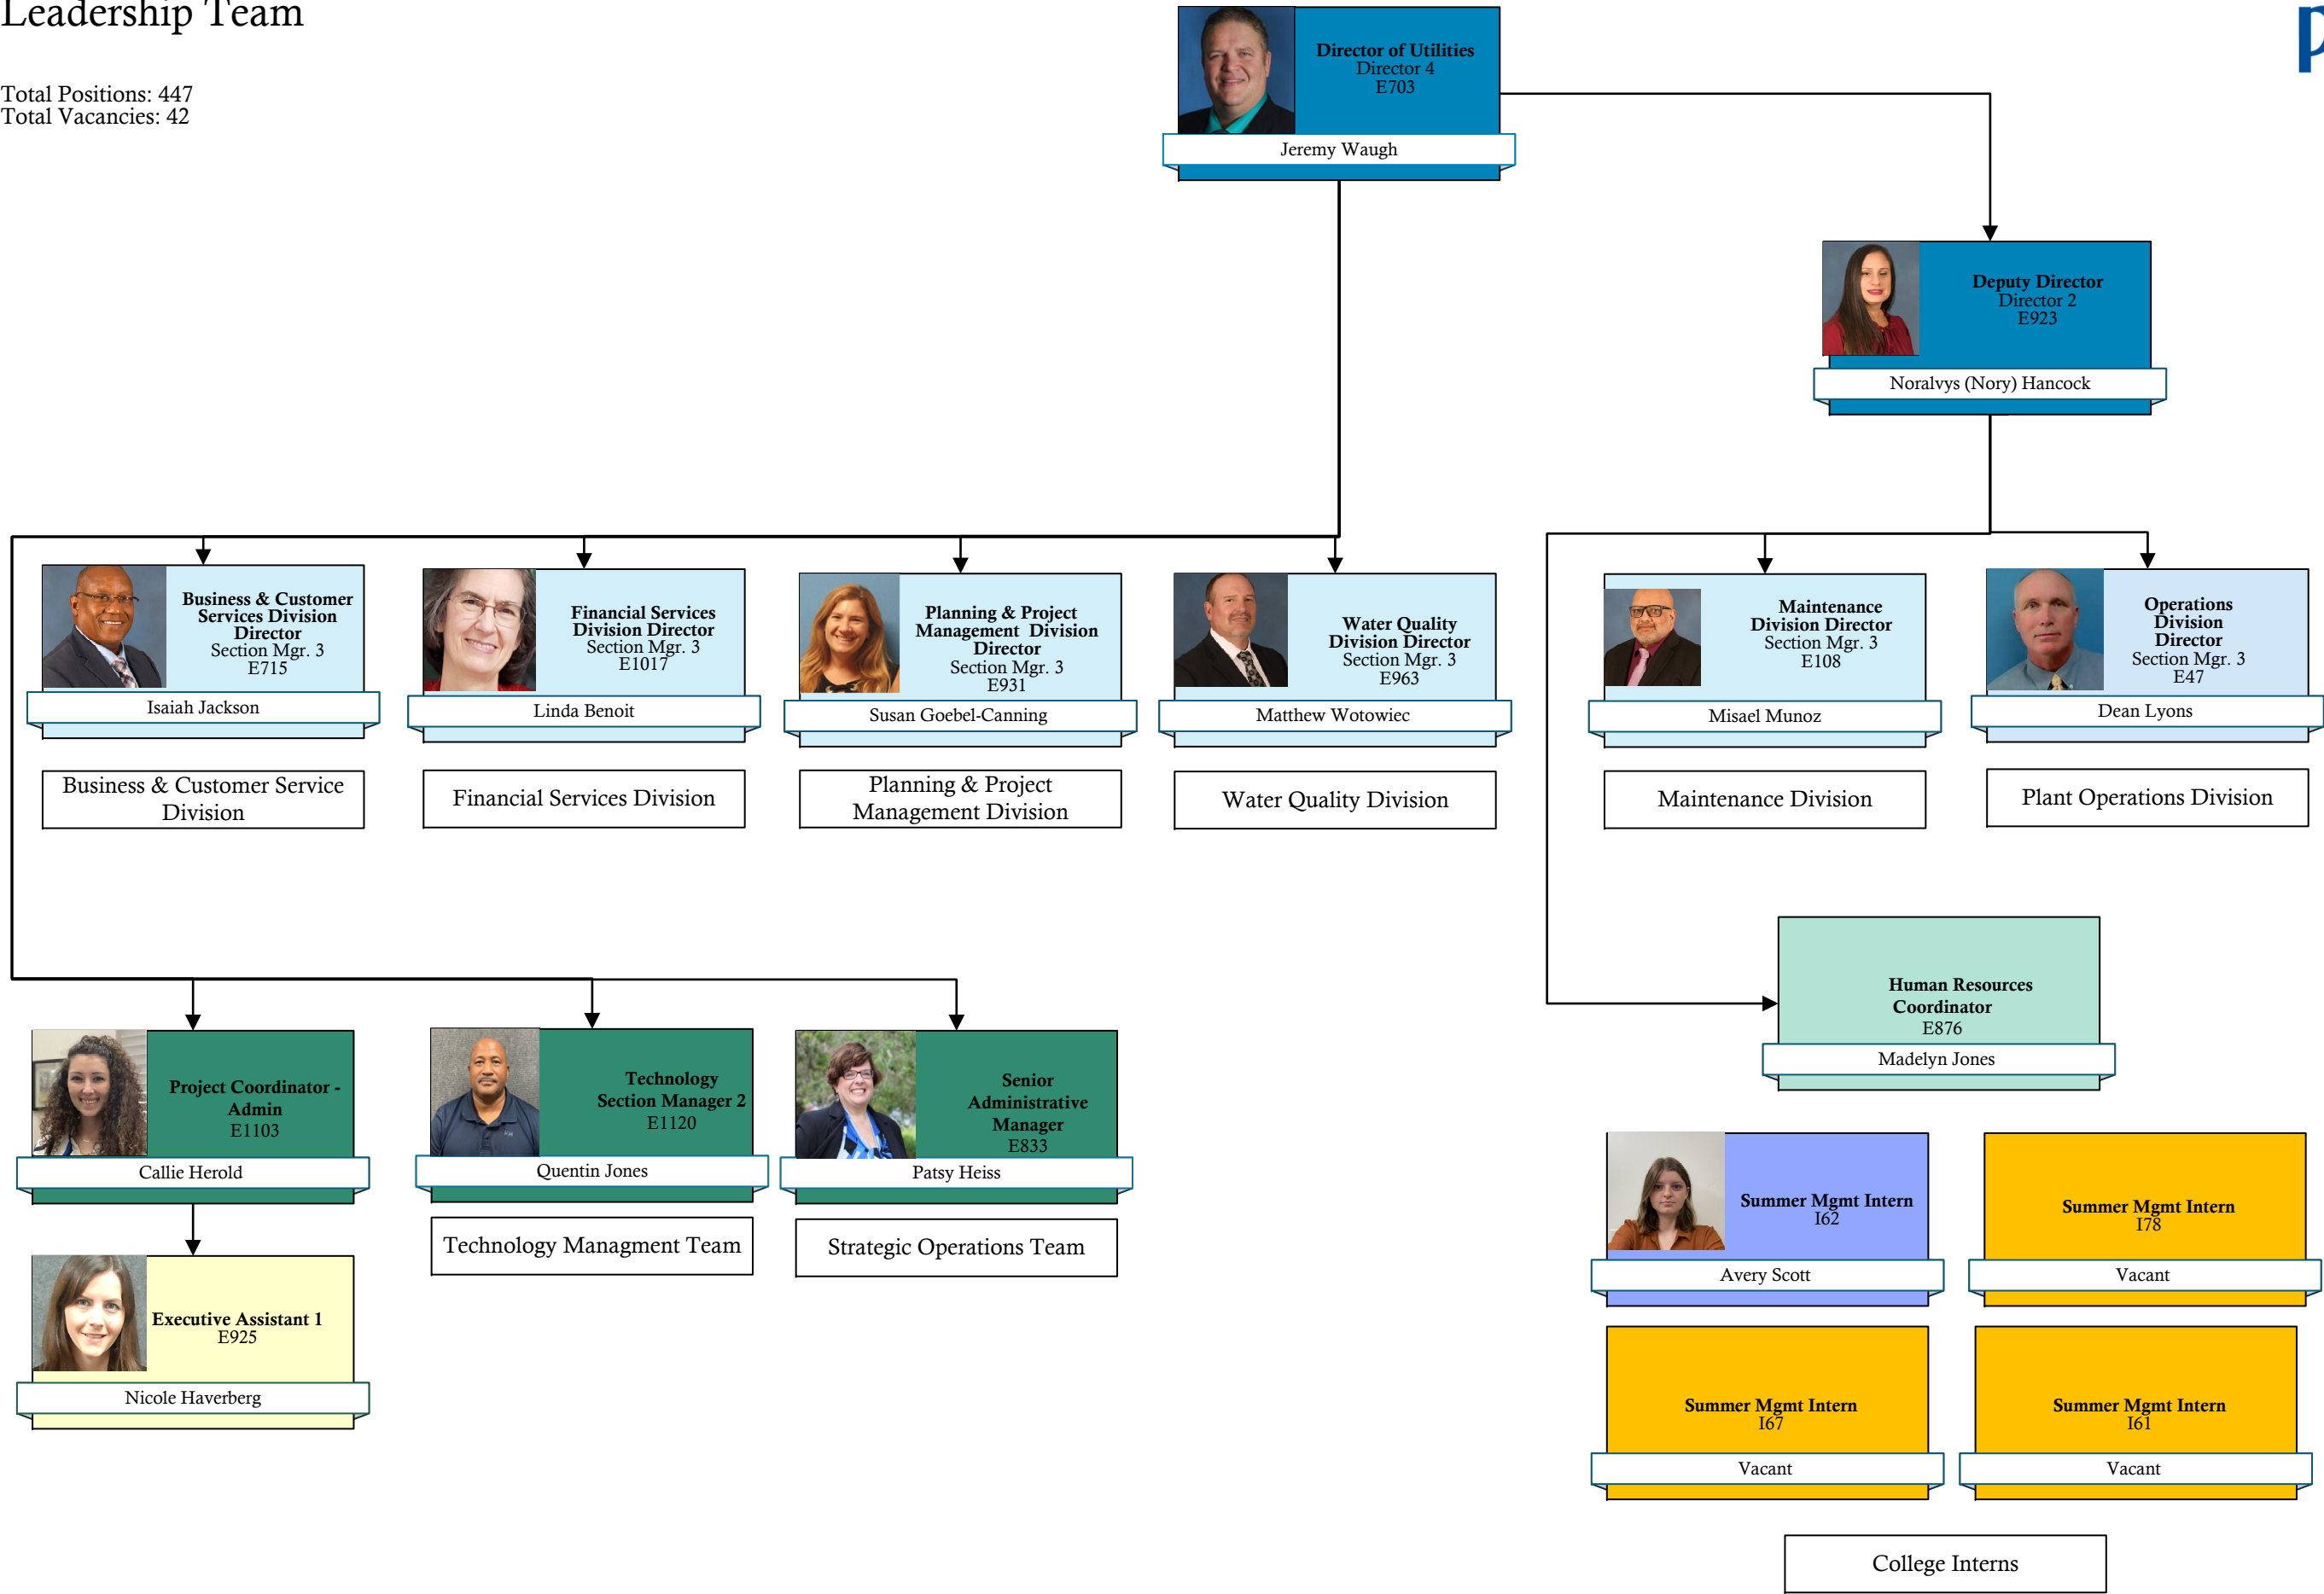 Leadership Team
Total Positions: 447
Total Vacancies: 42
Director of Utilities
Director 4
E703
Jeremy Waugh
Deputy Director
Director 2
E923
Noralvys (Nory) Hancock
Business & Customer
Services Division
Director
Section Mgr. 3
E715
Isaiah Jackson
Business & Customer Service
Division
Financial Services
Division Director
Section Mgr. 3
E1017
Linda Benoit
Financial Services Division
Planning & Project
Management Division
Director
Section Mgr. 3
E931
Susan Goebel-Canning
Planning & Project
Management Division
Water Quality
Division Director
Section Mgr. 3
E963
Matthew Wotowiec
Water Quality Division
Maintenance
Division Director
Section Mgr. 3
E108
Misael Munoz
Maintenance Division
Operations
Division
Director
Section Mgr. 3
E47
Dean Lyons
Plant Operations Division
Human Resources
Coordinator
E876
Madelyn Jones
Project Coordinator -
Admin
E1103
Callie Herold
Technology
Section Manager 2
E1120
Quentin Jones
Technology Managment Team
Senior
Administrative
Manager
E833
Patsy Heiss
Strategic Operations Team
Executive Assistant 1
E925
Nicole Haverberg
Summer Mgmt Intern
I62
Avery Scott
Summer Mgmt Intern
I78
Vacant
Summer Mgmt Intern
I67
Vacant
Summer Mgmt Intern
I61
Vacant
College Interns